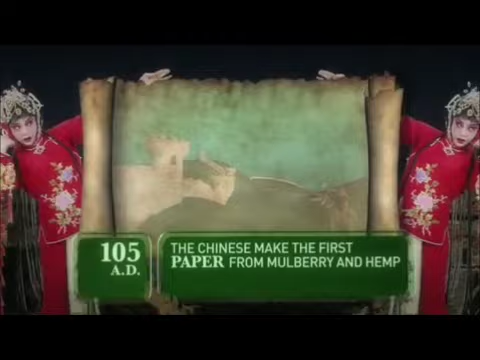 105
A.D.
THE CHINESE MAKE THE FIRST
PAPER FROM MULBERRY AND HEMP